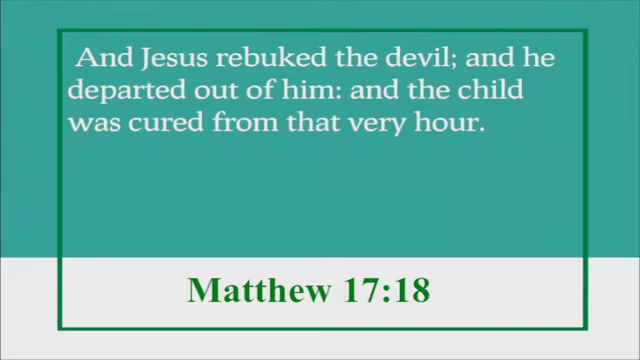 And Jesus rebuked the devil; and he
departed out of him: and the child
was cured from that very hour.
Matthew 17:18